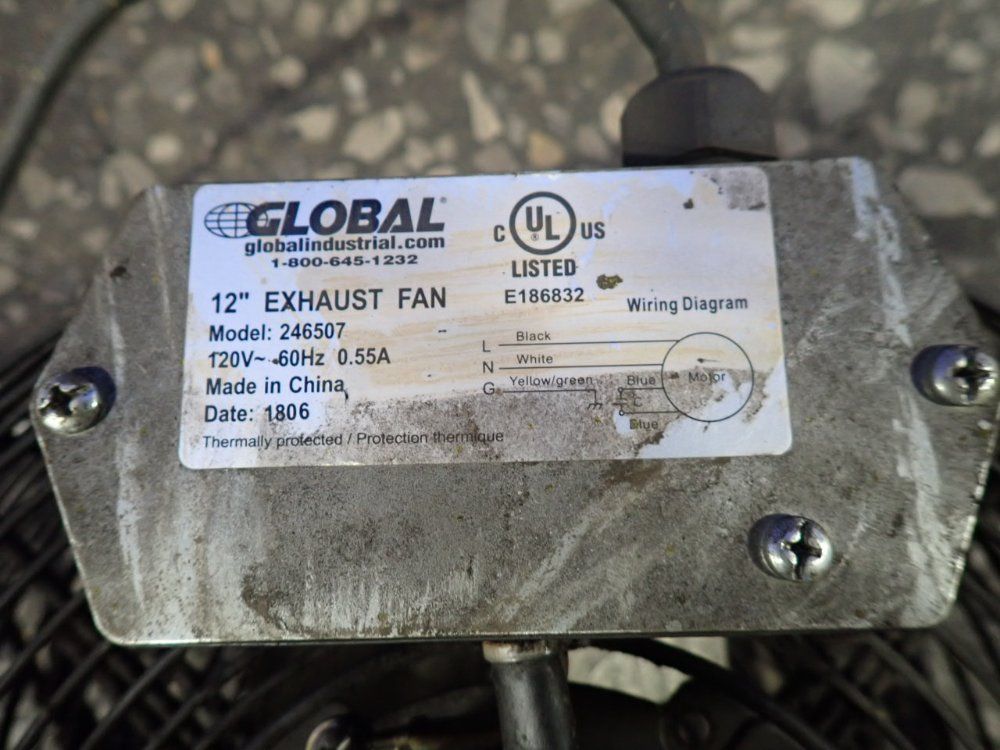 GLOBAL
globalindustrial.com
1-800-645-1232
C UL US
®
LISTED
E186832
12" EXHAUST FAN
Model: 246507
120V~ 60Hz 0.55A
Made in China
Date: 1806
Thermally protected / Protection thermique
Wiring Diagram
L Black
N White
G Yellow/green
Blue
C
Blue
Motor